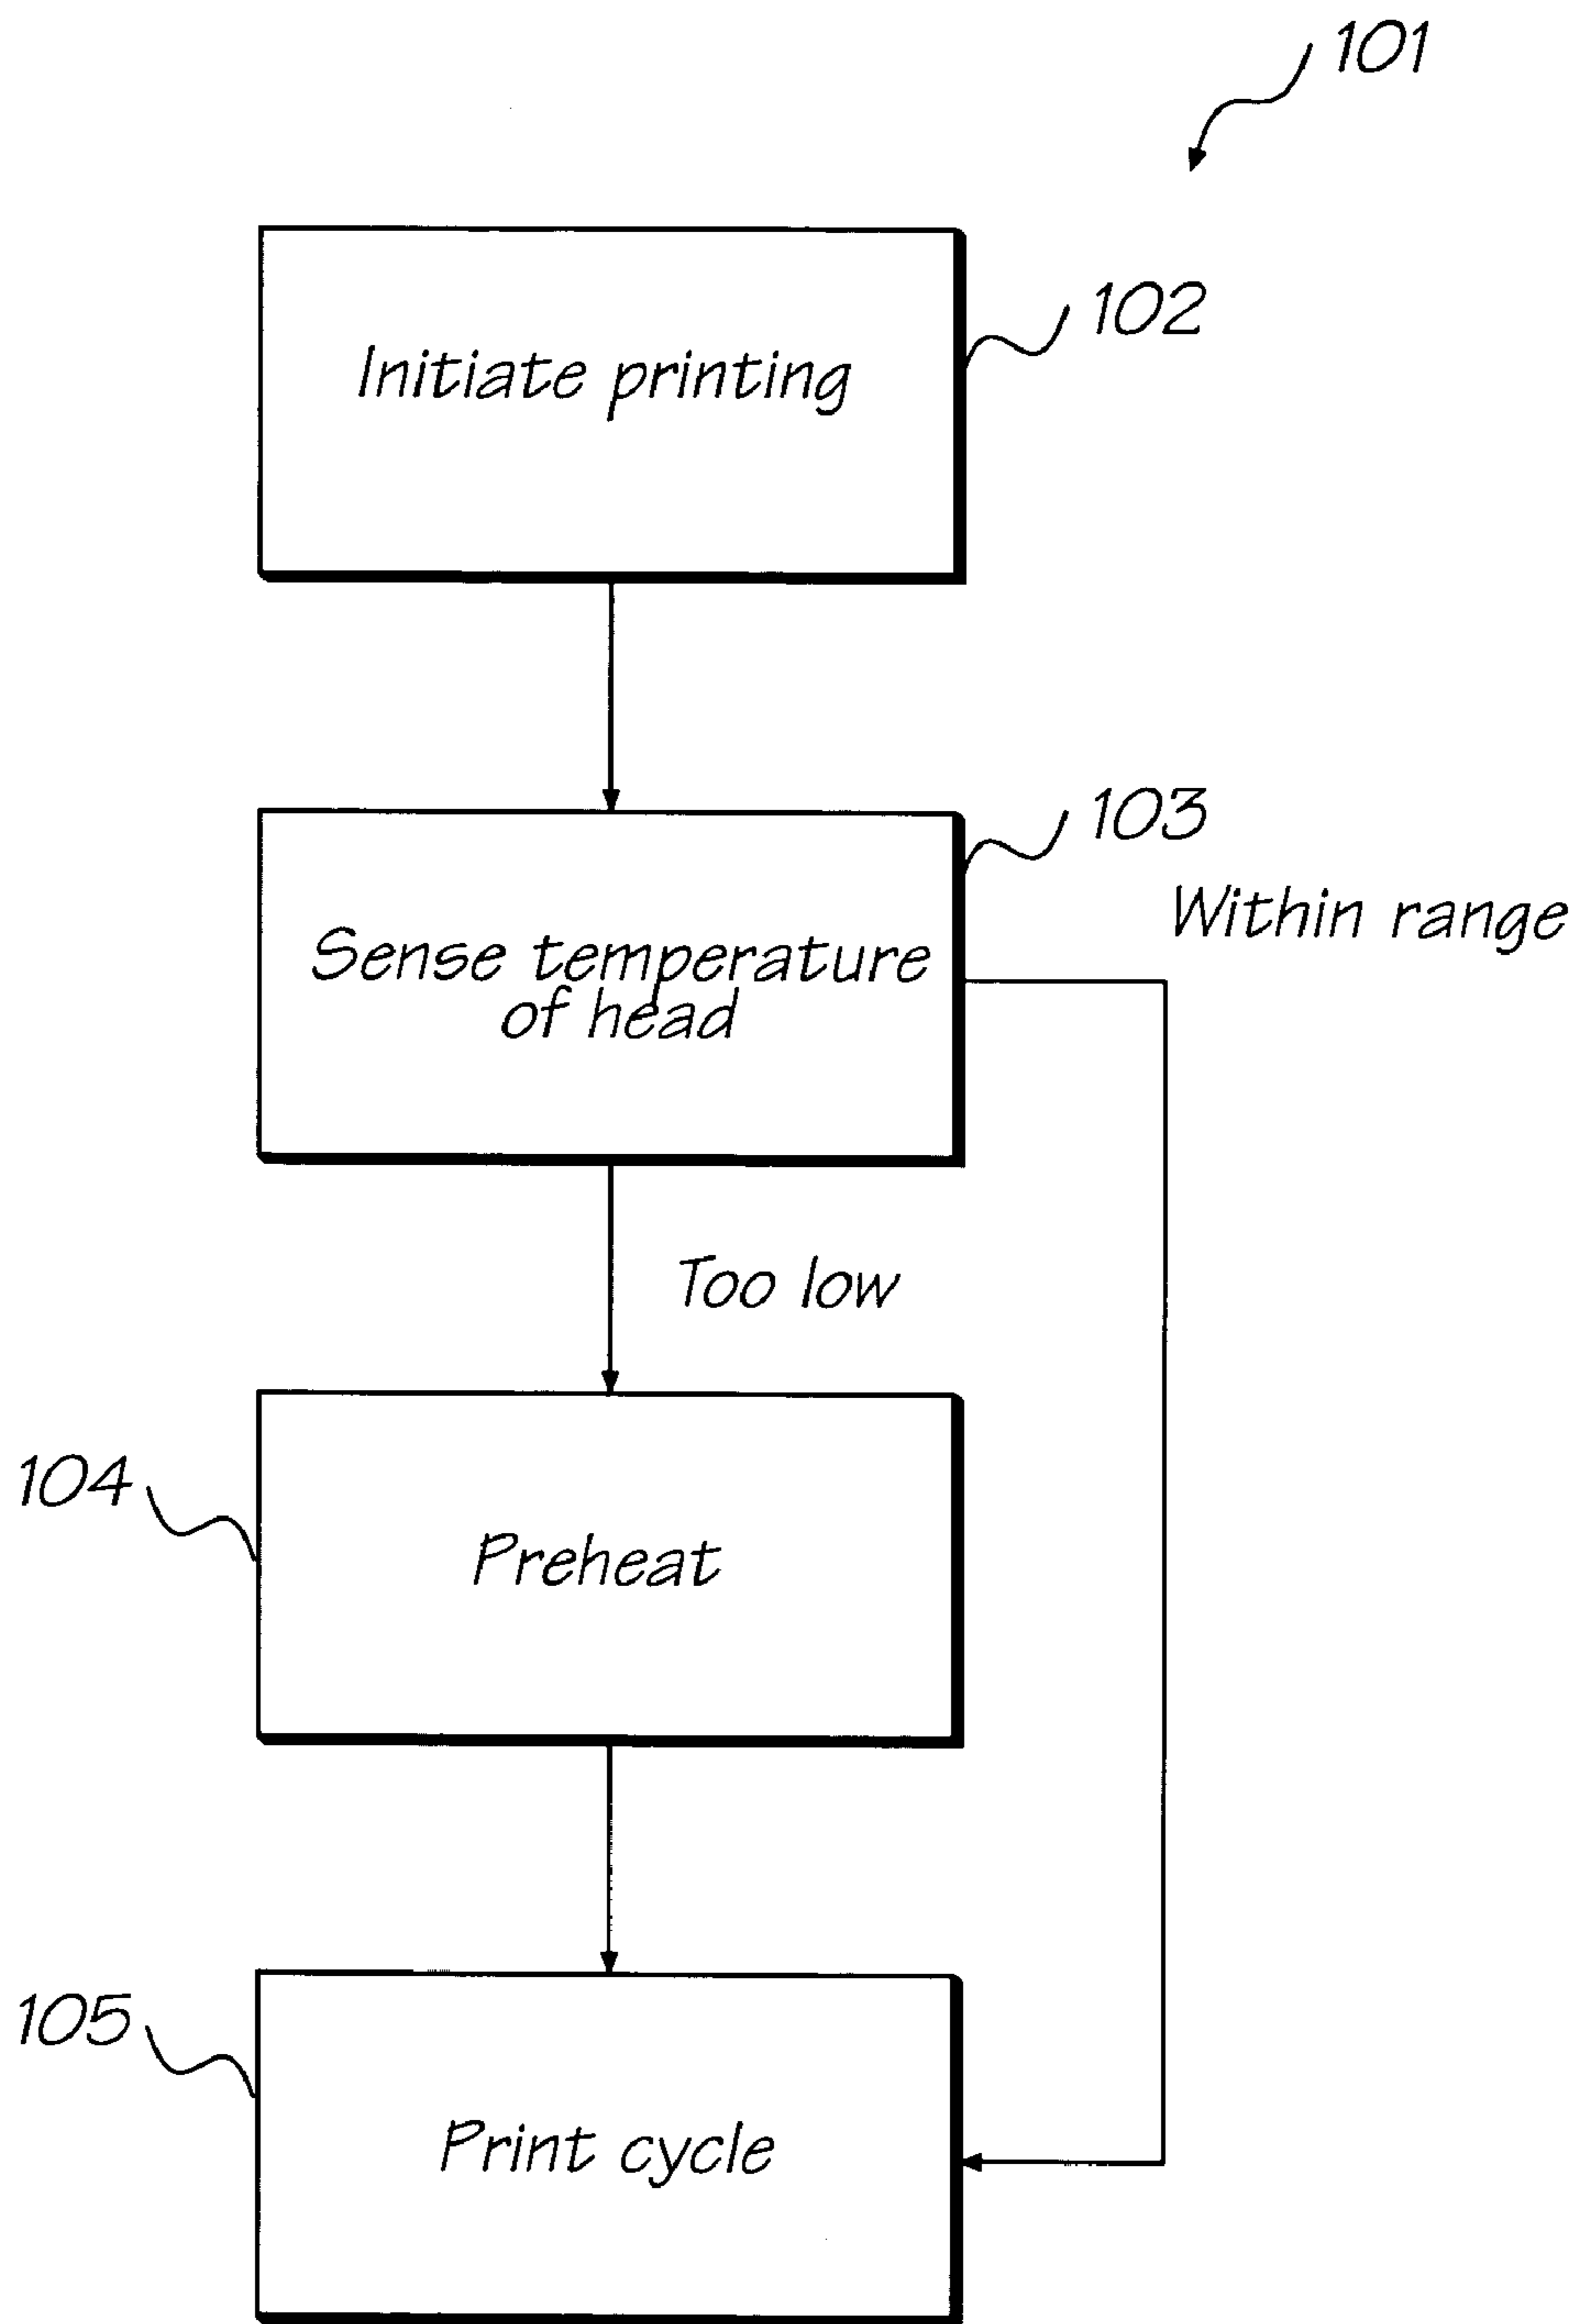 101
Initiate printing
102
103
Within range
Sense temperature
of head
Too low
104
Preheat
105
Print cycle